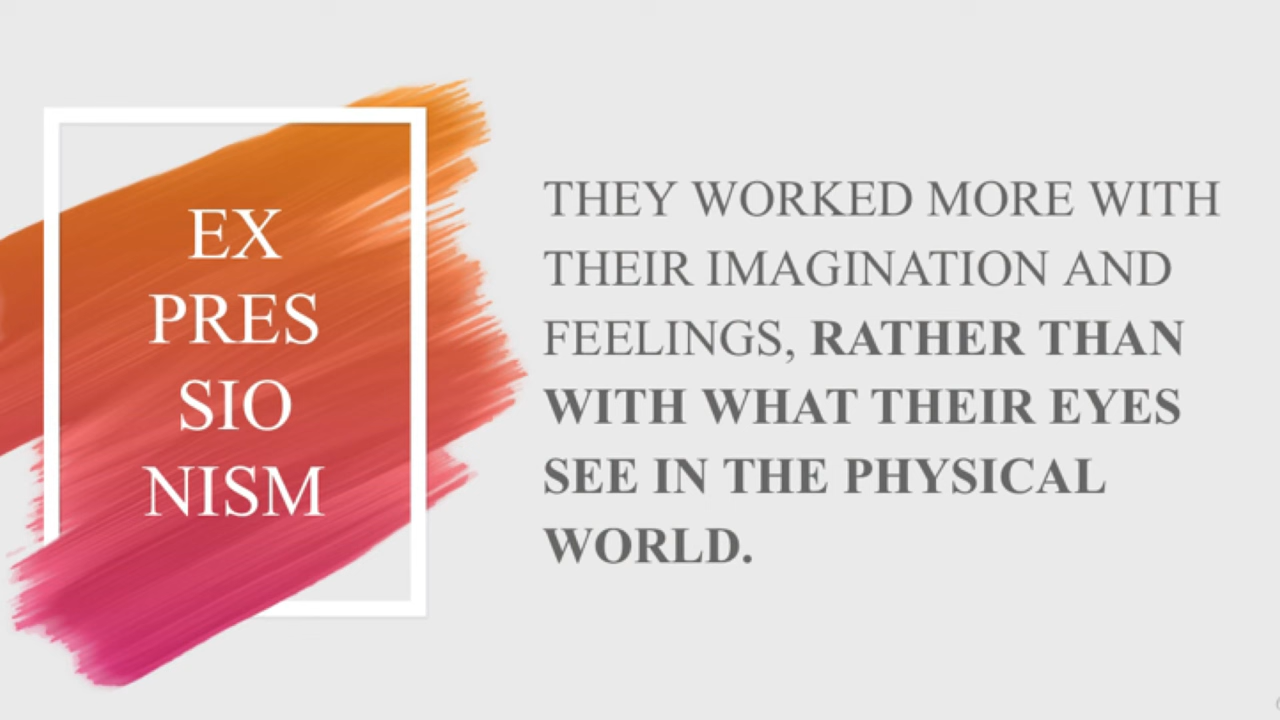 EX
PRES
SIO
NISM
THEY WORKED MORE WITH
THEIR IMAGINATION AND
FEELINGS, RATHER THAN
WITH WHAT THEIR EYES
SEE IN THE PHYSICAL
WORLD.